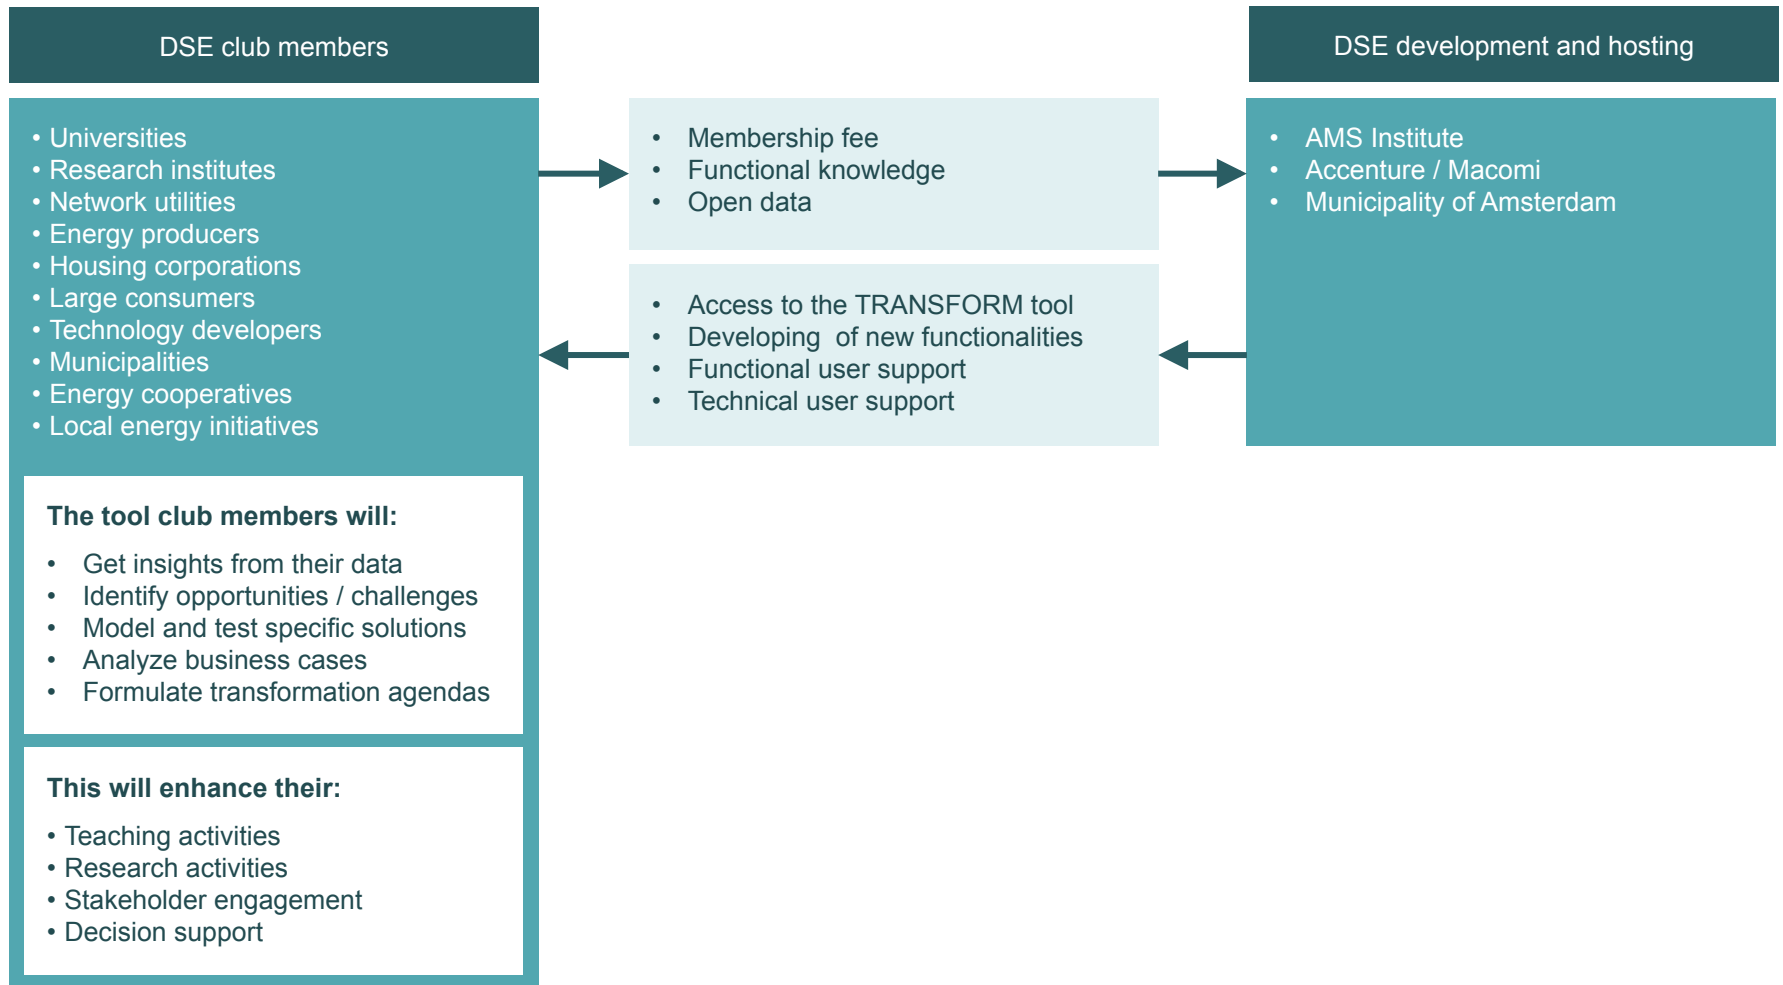 DSE club members
• Universities
• Research institutes
• Network utilities
• Energy producers
• Housing corporations
• Large consumers
• Technology developers
• Municipalities
• Energy cooperatives
• Local energy initiatives
The tool club members will:
• Get insights from their data
• Identify opportunities / challenges
• Model and test specific solutions
• Analyze business cases
• Formulate transformation agendas
This will enhance their:
• Teaching activities
• Research activities
• Stakeholder engagement
• Decision support
• Membership fee
• Functional knowledge
• Open data
• Access to the TRANSFORM tool
• Developing  of new functionalities
• Functional user support
• Technical user support
DSE development and hosting
• AMS Institute
• Accenture / Macomi
• Municipality of Amsterdam